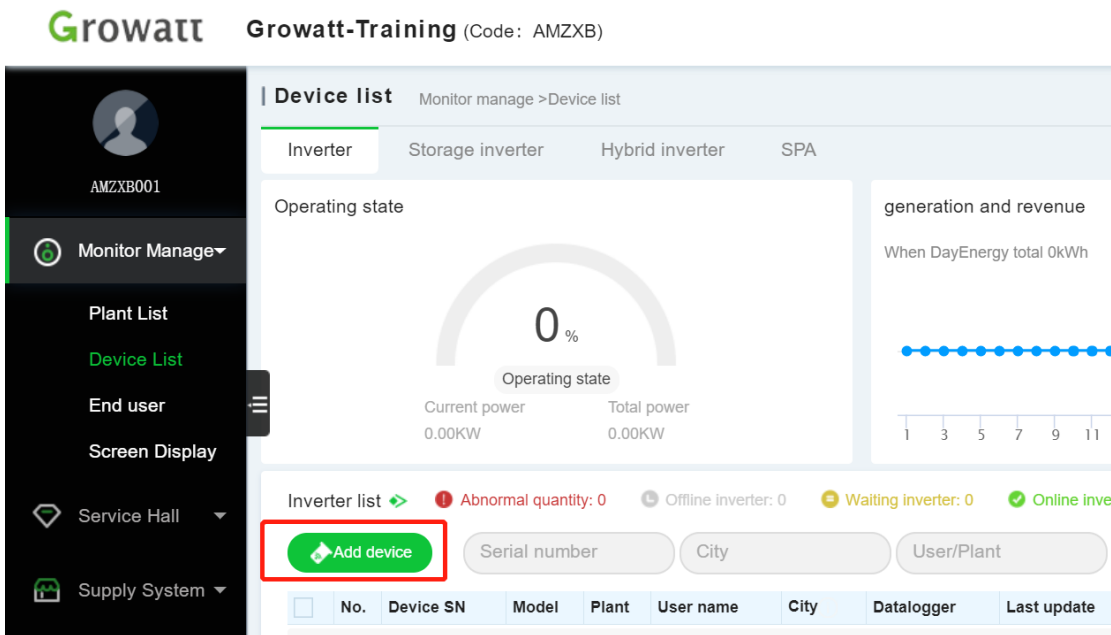 Growatt Growatt-Training (Code: AMZXB)
AMZXB001
Monitor Manage
Plant List
Device List
End user
Screen Display
Service Hall
Supply System
Device list Monitor manage >Device list
Inverter Storage inverter Hybrid inverter SPA
Operating state
0 %
Operating state
Current power Total power
0.00KW 0.00KW
generation and revenue
When DayEnergy total 0kWh
1 3 5 7 9 11
Inverter list Abnormal quantity: 0 Offline inverter: 0 Waiting inverter: 0 Online inve
Add device Serial number City User/Plant
No. Device SN Model Plant User name City Datalogger Last update